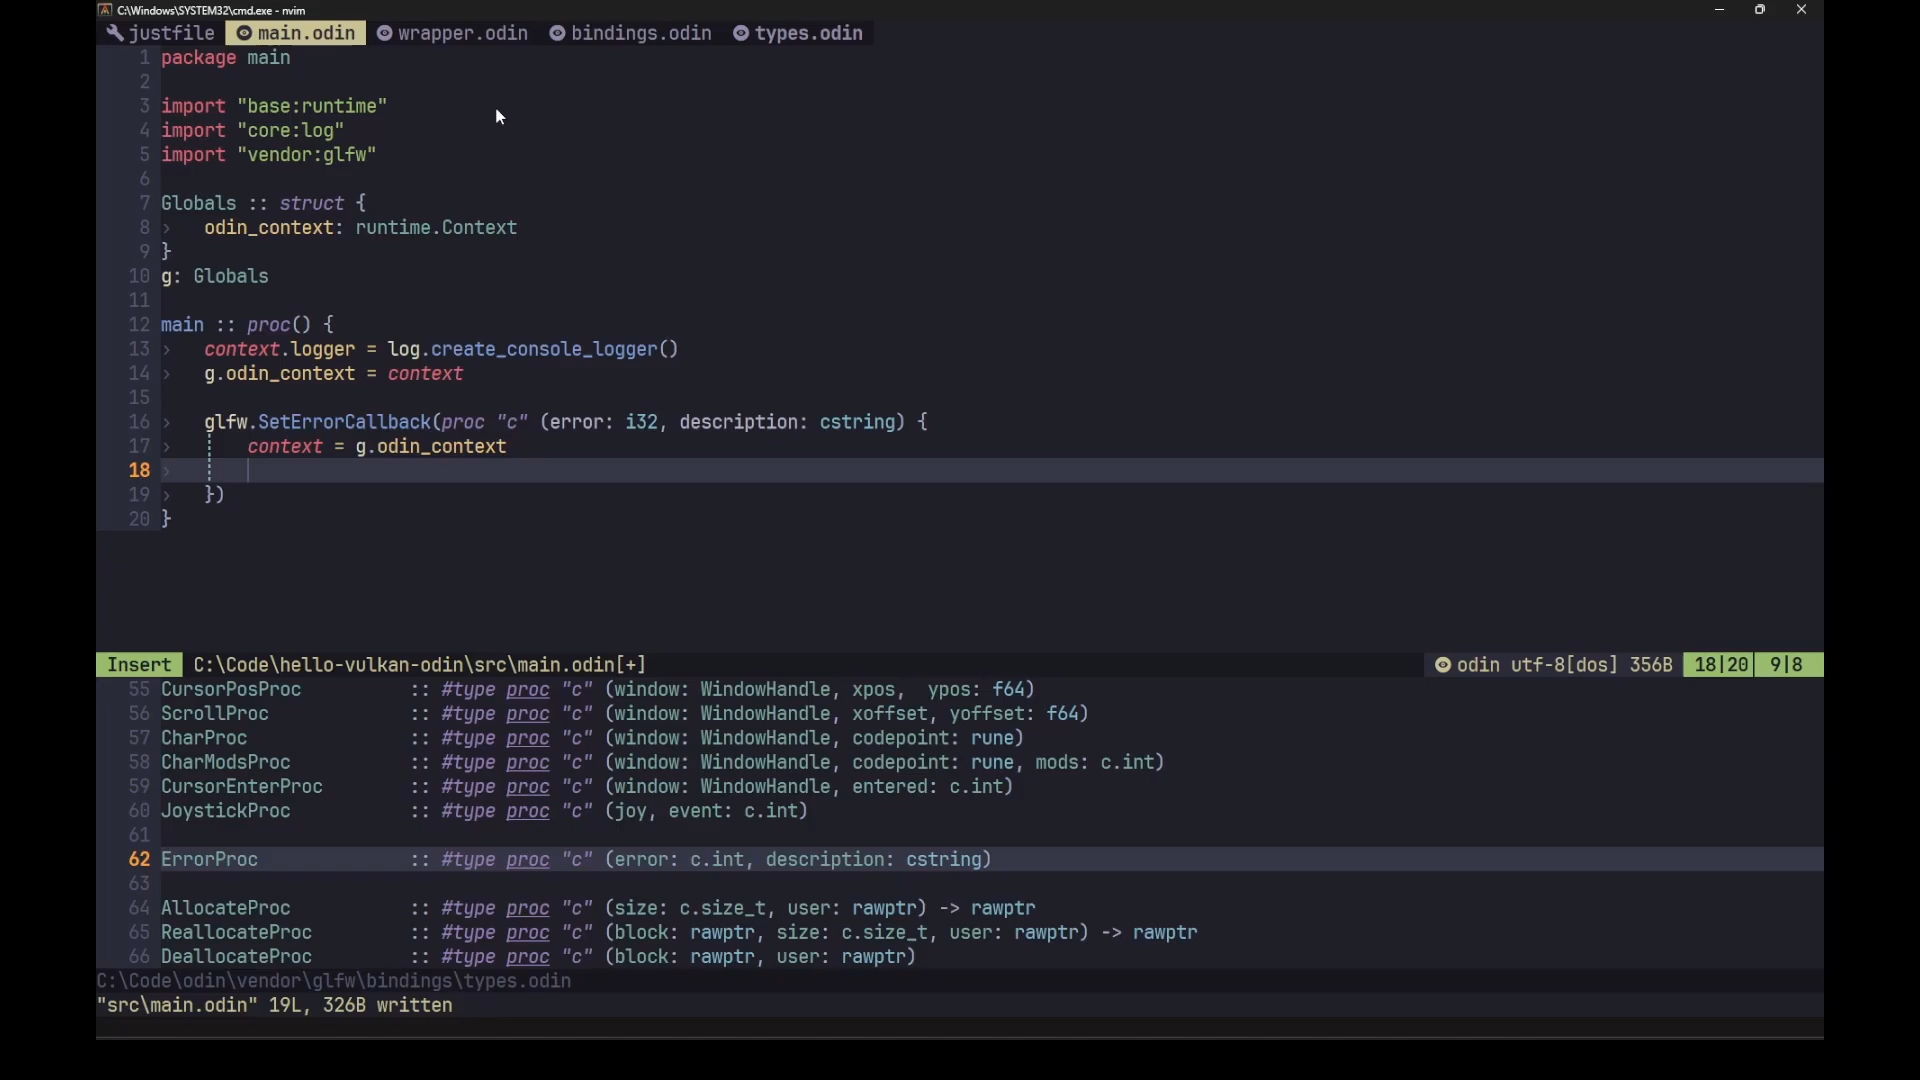 C:\Windows\SYSTEM32\cmd.exe - nvim
justfile main.odin wrapper.odin bindings.odin types.odin
1 package main
2
3 import "base:runtime"
4 import "core:log"
5 import "vendor:glfw"
6
7 Globals :: struct {
8 › odin_context: runtime.Context
9 }
10 g: Globals
11
12 main :: proc() {
13 › context.logger = log.create_console_logger()
14 › g.odin_context = context
15
16 › glfw.SetErrorCallback(proc "c" (error: i32, description: cstring) {
17 › context = g.odin_context
18 ›
19 › })
20 }
Insert C:\Code\hello-vulkan-odin\src\main.odin[+] odin utf-8[dos] 356B 18|20 9|8
55 CursorPosProc :: #type proc "c" (window: WindowHandle, xpos, ypos: f64)
56 ScrollProc :: #type proc "c" (window: WindowHandle, xoffset, yoffset: f64)
57 CharProc :: #type proc "c" (window: WindowHandle, codepoint: rune)
58 CharModsProc :: #type proc "c" (window: WindowHandle, codepoint: rune, mods: c.int)
59 CursorEnterProc :: #type proc "c" (window: WindowHandle, entered: c.int)
60 JoystickProc :: #type proc "c" (joy, event: c.int)
61
62 ErrorProc :: #type proc "c" (error: c.int, description: cstring)
63
64 AllocateProc :: #type proc "c" (size: c.size_t, user: rawptr) -> rawptr
65 ReallocateProc :: #type proc "c" (block: rawptr, size: c.size_t, user: rawptr) -> rawptr
66 DeallocateProc :: #type proc "c" (block: rawptr, user: rawptr)
C:\Code\odin\vendor\glfw\bindings\types.odin
"src\main.odin" 19L, 326B written